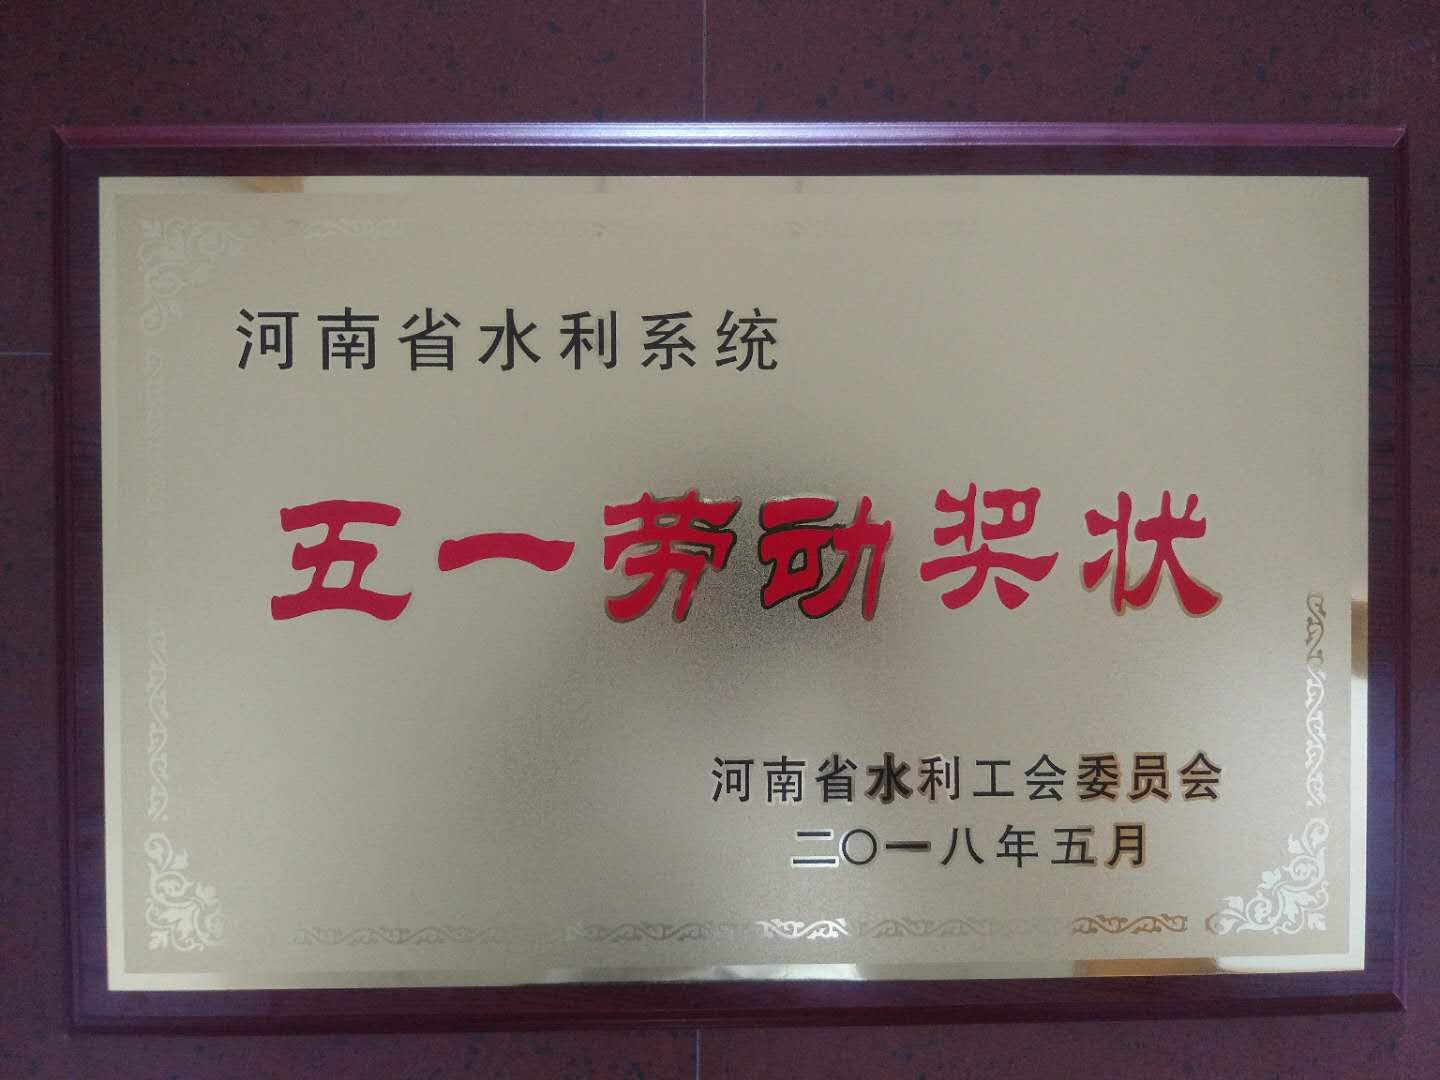 河南省水利系统
五一劳动奖状
河南省水利工会委员会
二〇一八年五月